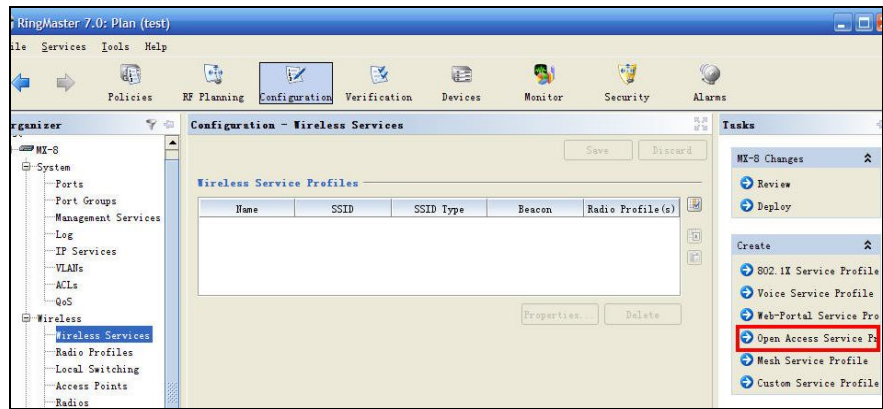 RingMaster 7.0: Plan (test)
ile Services Tools Help
Policies RF Planning Configuration Verification Devices Monitor Security Alarms
rganizer
MX-8
System
Ports
Port Groups
Management Services
Log
IP Services
VLANs
ACLs
QoS
Wireless
Wireless Services
Radio Profiles
Local Switching
Access Points
Radios
Configuration - Wireless Services
Save Discard
Wireless Service Profiles
Name SSID SSID Type Beacon Radio Profile(s)
Properties... Delete
Tasks
MX-8 Changes
Review
Deploy
Create
802.1X Service Profile
Voice Service Profile
Web-Portal Service Pro
Open Access Service Pr
Mesh Service Profile
Custom Service Profile